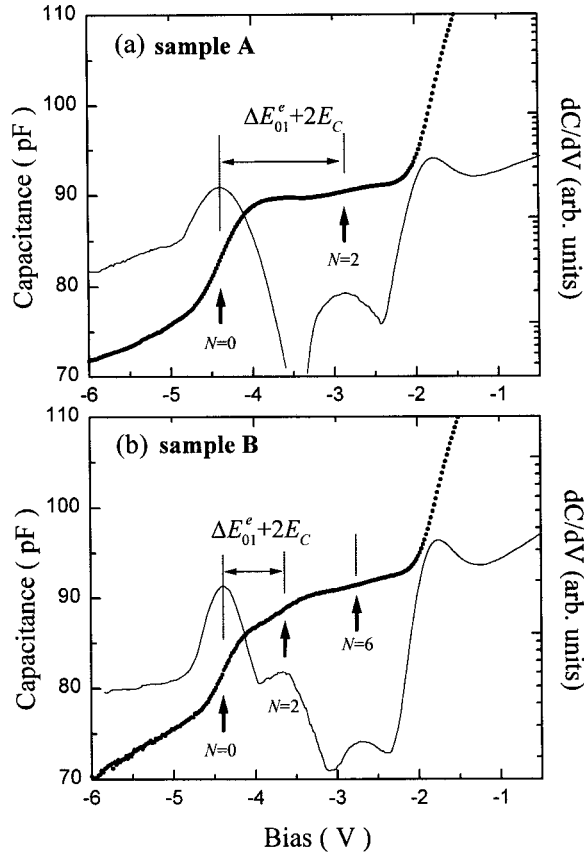 (a) sample A
110
100
90
80
70
Capacitance ( pF )
dC/dV (arb. units)
ΔE₀₁ᵉ+2E_C
N=0
N=2
-6 -5 -4 -3 -2 -1
(b) sample B
110
100
90
80
70
Capacitance ( pF )
dC/dV (arb. units)
ΔE₀₁ᵉ+2E_C
N=0
N=2
N=6
-6 -5 -4 -3 -2 -1
Bias ( V )